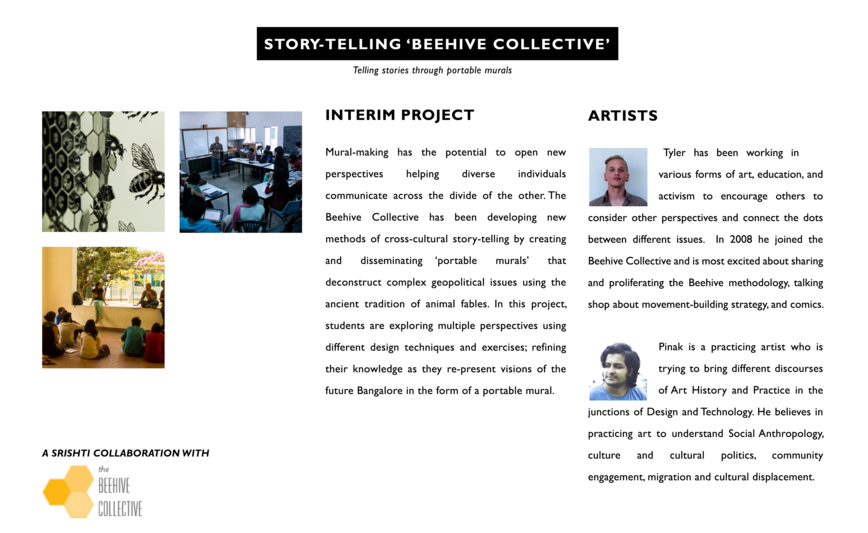 STORY-TELLING ‘BEEHIVE COLLECTIVE’
Telling stories through portable murals
INTERIM PROJECT
Mural-making has the potential to open new
perspectives helping diverse individuals
communicate across the divide of the other. The
Beehive Collective has been developing new
methods of cross-cultural story-telling by creating
and disseminating ‘portable murals’ that
deconstruct complex geopolitical issues using the
ancient tradition of animal fables. In this project,
students are exploring multiple perspectives using
different design techniques and exercises; refining
their knowledge as they re-present visions of the
future Bangalore in the form of a portable mural.
ARTISTS
Tyler has been working in
various forms of art, education, and
activism to encourage others to
consider other perspectives and connect the dots
between different issues. In 2008 he joined the
Beehive Collective and is most excited about sharing
and proliferating the Beehive methodology, talking
shop about movement-building strategy, and comics.
Pinak is a practicing artist who is
trying to bring different discourses
of Art History and Practice in the
junctions of Design and Technology. He believes in
practicing art to understand Social Anthropology,
culture and cultural politics, community
engagement, migration and cultural displacement.
A SRISHTI COLLABORATION WITH
the
BEEHIVE
COLLECTIVE